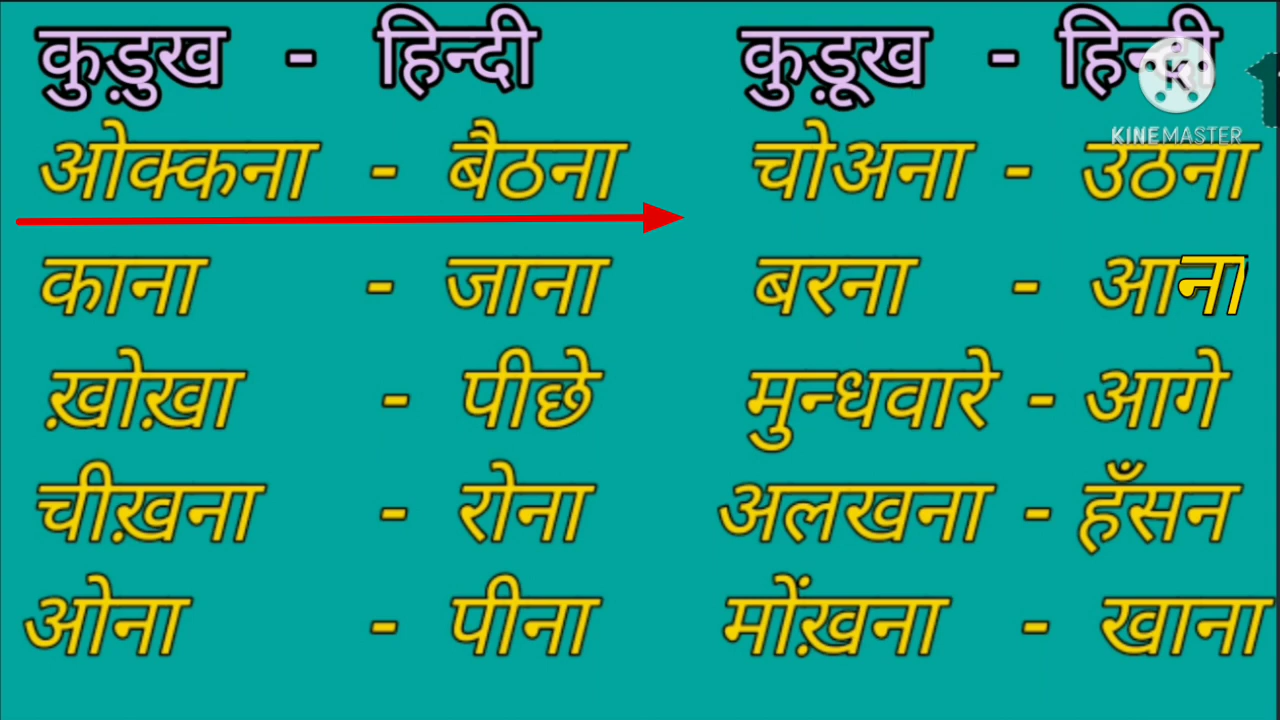 कुड़ुख - हिन्दी कुड़ूख - हिन्दी
KINEMASTER
ओक्कना - बैठना चोअना - उठना
काना - जाना बरना - आना
ख़ोख़ा - पीछे मुन्धवारे - आगे
चीख़ना - रोना अलखना - हँसन
ओना - पीना मोंख़ना - खाना